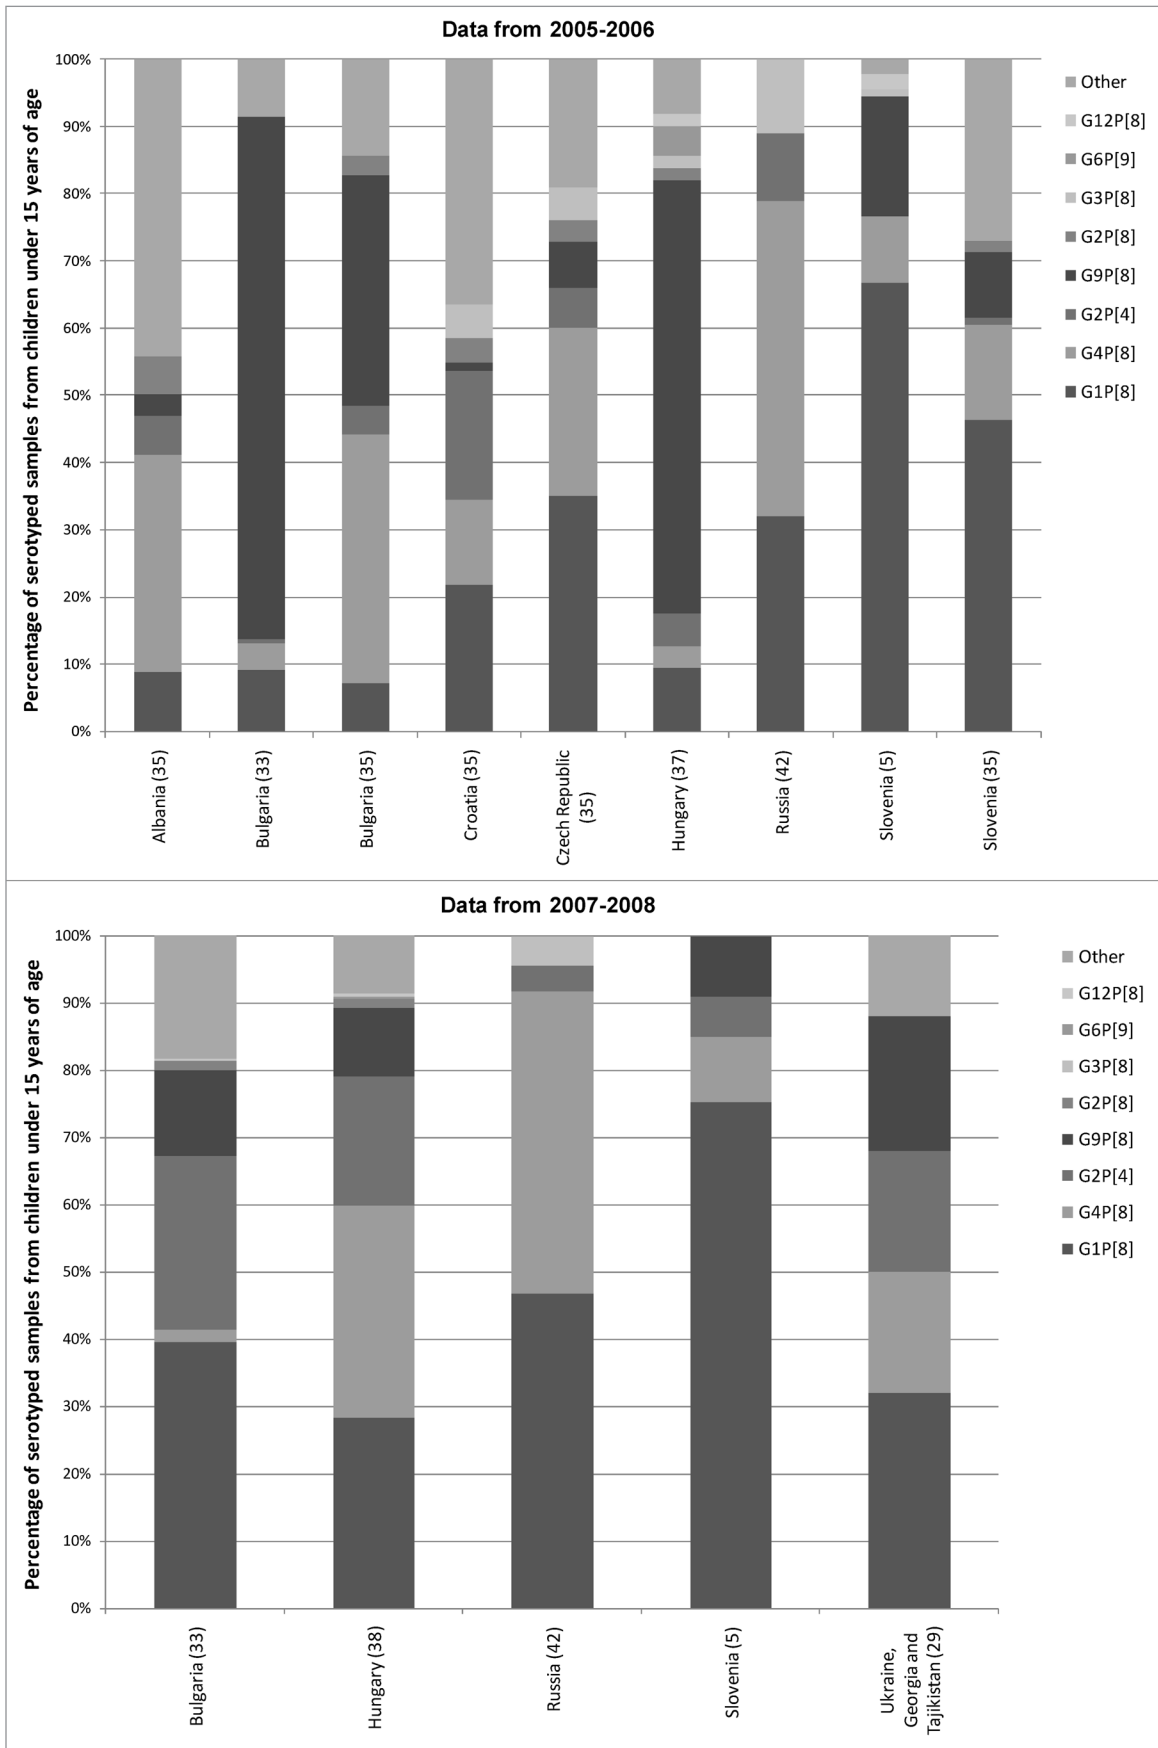 Data from 2005-2006
Percentage of serotyped samples from children under 15 years of age
100%
90%
80%
70%
60%
50%
40%
30%
20%
10%
0%
Albania (35)
Bulgaria (33)
Bulgaria (35)
Croatia (35)
Czech Republic
(35)
Hungary (37)
Russia (42)
Slovenia (5)
Slovenia (35)
Other
G12P[8]
G6P[9]
G3P[8]
G2P[8]
G9P[8]
G2P[4]
G4P[8]
G1P[8]
Data from 2007-2008
Percentage of serotyped samples from children under 15 years of age
100%
90%
80%
70%
60%
50%
40%
30%
20%
10%
0%
Bulgaria (33)
Hungary (38)
Russia (42)
Slovenia (5)
Ukraine,
Georgia and
Tajikistan (29)
Other
G12P[8]
G6P[9]
G3P[8]
G2P[8]
G9P[8]
G2P[4]
G4P[8]
G1P[8]